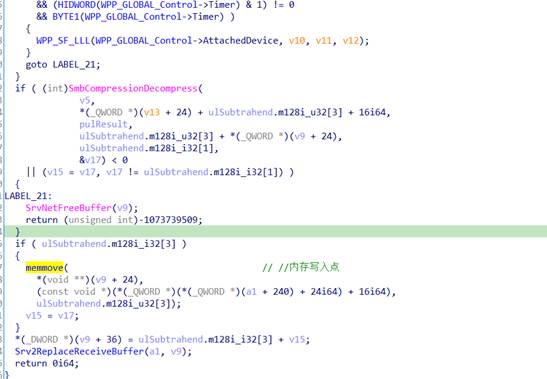 && (HIDWORD(WPP_GLOBAL_Control->Timer) & 1) != 0
&& BYTE1(WPP_GLOBAL_Control->Timer) )
{
WPP_SF_LLL(WPP_GLOBAL_Control->AttachedDevice, v10, v11, v12);
}
goto LABEL_21;
}
if ( (int)SmbCompressionDecompress(
v5,
*(_QWORD *)(v13 + 24) + ulSubtrahend.m128i_u32[3] + 16i64,
pulResult,
ulSubtrahend.m128i_u32[3] + *(_QWORD *)(v9 + 24),
ulSubtrahend.m128i_i32[1],
&v17) < 0
|| (v15 = v17, v17 != ulSubtrahend.m128i_i32[1]) )
{
LABEL_21:
SrvNetFreeBuffer(v9);
return (unsigned int)-1073739509;
}
if ( ulSubtrahend.m128i_i32[3] )
{
memmove( // //内存写入点
*(void **)(v9 + 24),
(const void *)(*(_QWORD *)(*(_QWORD *)(a1 + 240) + 24i64) + 16i64),
ulSubtrahend.m128i_u32[3]);
v15 = v17;
}
*(_DWORD *)(v9 + 36) = ulSubtrahend.m128i_i32[3] + v15;
Srv2ReplaceReceiveBuffer(a1, v9);
return 0i64;
}